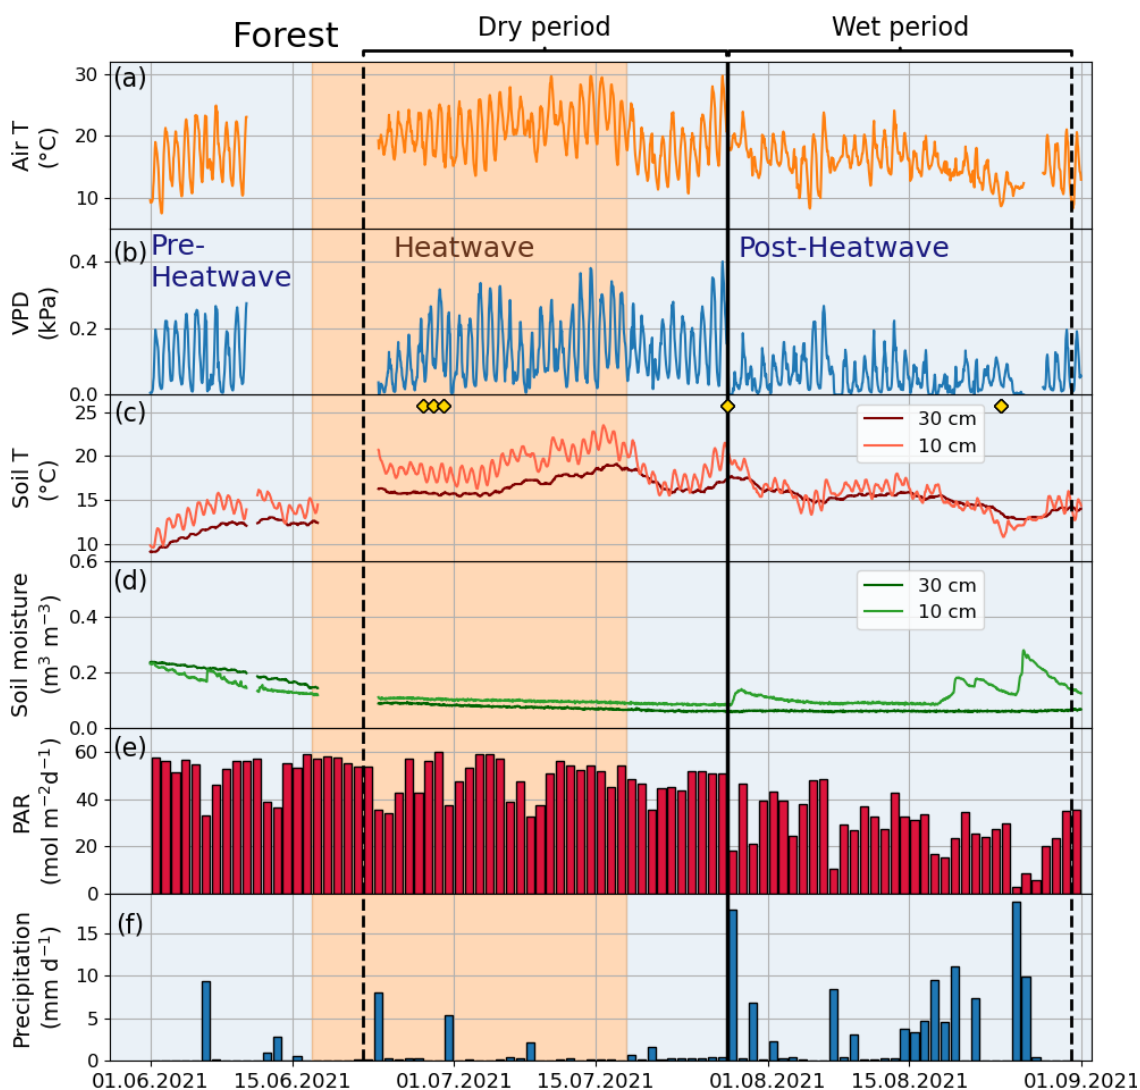 Forest
Dry period
Wet period
(a)
30
20
10
Air T
(°C)
(b)
Pre-
Heatwave
Heatwave
Post-Heatwave
0.4
0.2
0.0
VPD
(kPa)
(c)
25
20
15
10
Soil T
(°C)
30 cm
10 cm
(d)
0.6
0.4
0.2
0.0
Soil moisture
(m³ m⁻³)
30 cm
10 cm
(e)
60
40
20
0
PAR
(mol m⁻²d⁻¹)
(f)
15
10
5
0
Precipitation
(mm d⁻¹)
01.06.2021 15.06.2021 01.07.2021 15.07.2021 01.08.2021 15.08.2021 01.09.2021